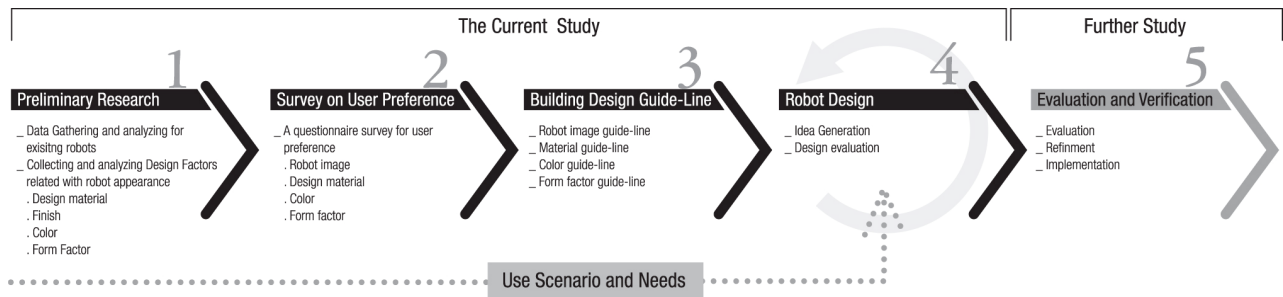 The Current Study
Further Study
1
Preliminary Research
_ Data Gathering and analyzing for
exisitng robots
_ Collecting and analyzing Design Factors
related with robot appearance
. Design material
. Finish
. Color
. Form Factor
2
Survey on User Preference
_ A questionnaire survey for user
preference
. Robot image
. Design material
. Color
. Form factor
3
Building Design Guide-Line
_ Robot image guide-line
_ Material guide-line
_ Color guide-line
_ Form factor guide-line
4
Robot Design
_ Idea Generation
_ Design evaluation
5
Evaluation and Verification
_ Evaluation
_ Refinment
_ Implementation
Use Scenario and Needs